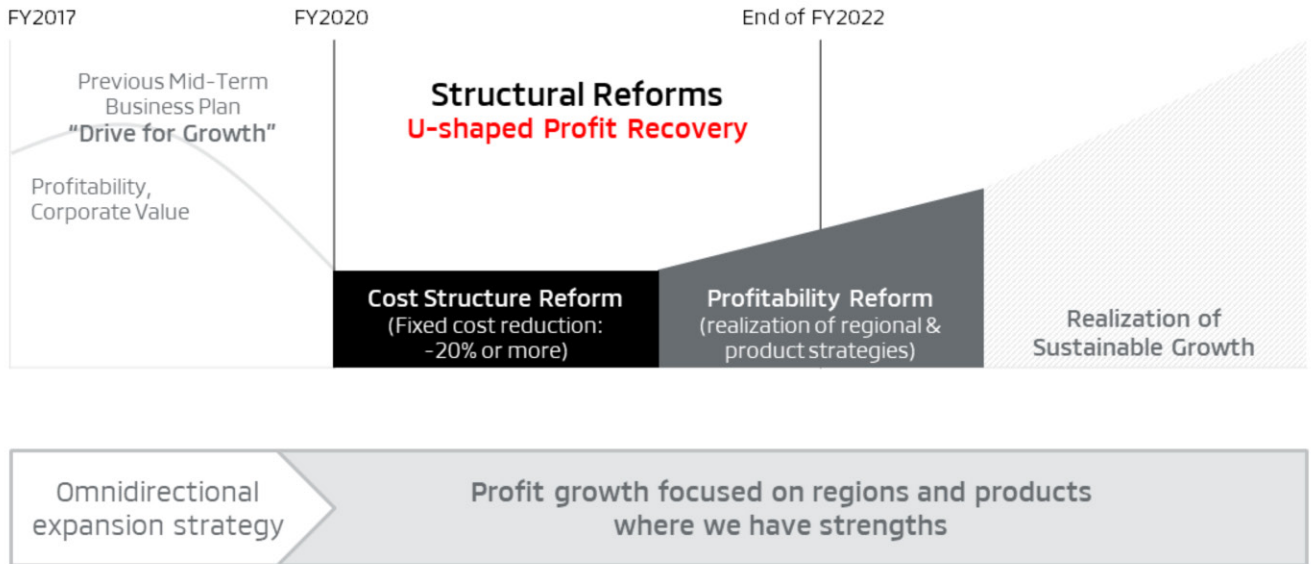 FY2017
FY2020
End of FY2022
Previous Mid-Term
Business Plan
“Drive for Growth”
Profitability,
Corporate Value
Structural Reforms
U-shaped Profit Recovery
Cost Structure Reform
(Fixed cost reduction:
-20% or more)
Profitability Reform
(realization of regional &
product strategies)
Realization of
Sustainable Growth
Omnidirectional
expansion strategy
Profit growth focused on regions and products
where we have strengths